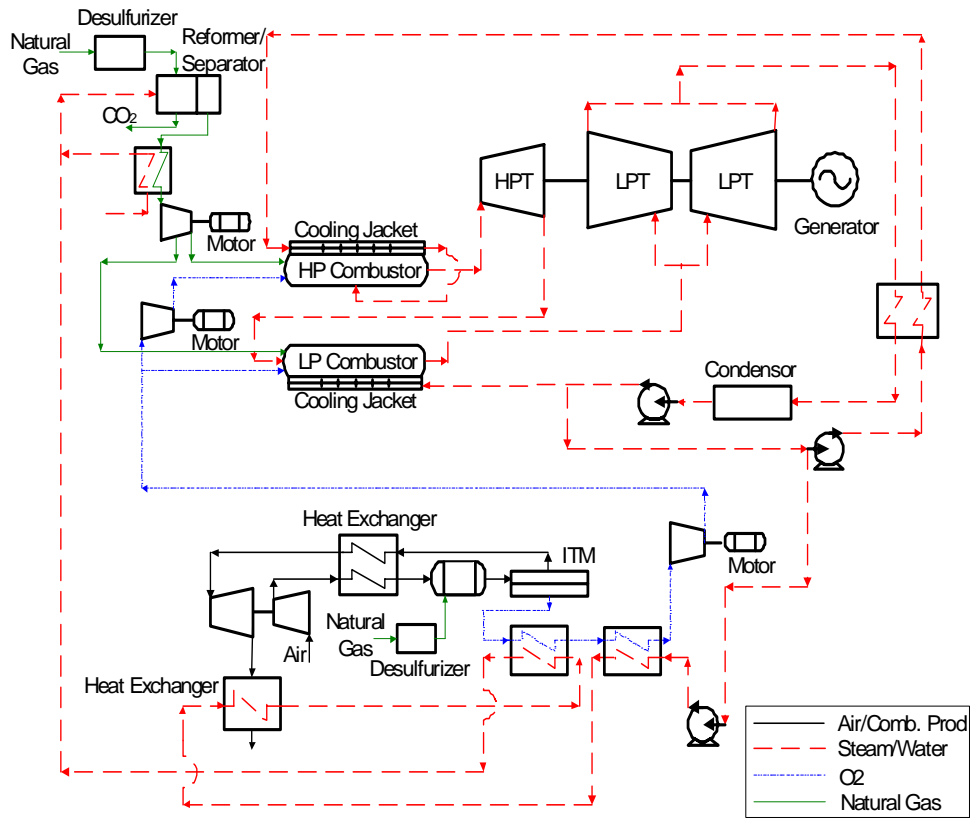 Desulfurizer
Natural
Gas
Reformer/
Separator
CO₂
Motor
Cooling Jacket
HP Combustor
HPT
LPT
LPT
Generator
Motor
LP Combustor
Cooling Jacket
Condensor
Heat Exchanger
ITM
Motor
Natural
Gas
Air
Desulfurizer
Heat Exchanger
Air/Comb. Prod
Steam/Water
O2
Natural Gas